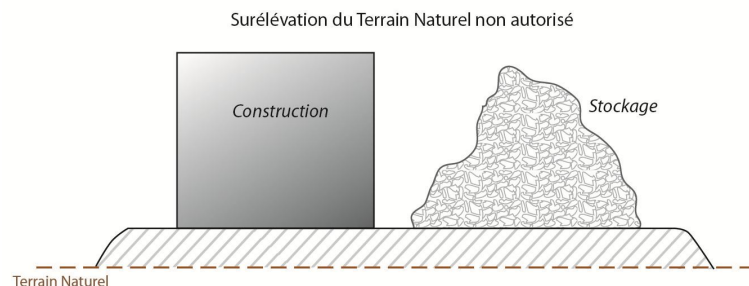 Surélévation du Terrain Naturel non autorisé
Construction
Stockage
Terrain Naturel